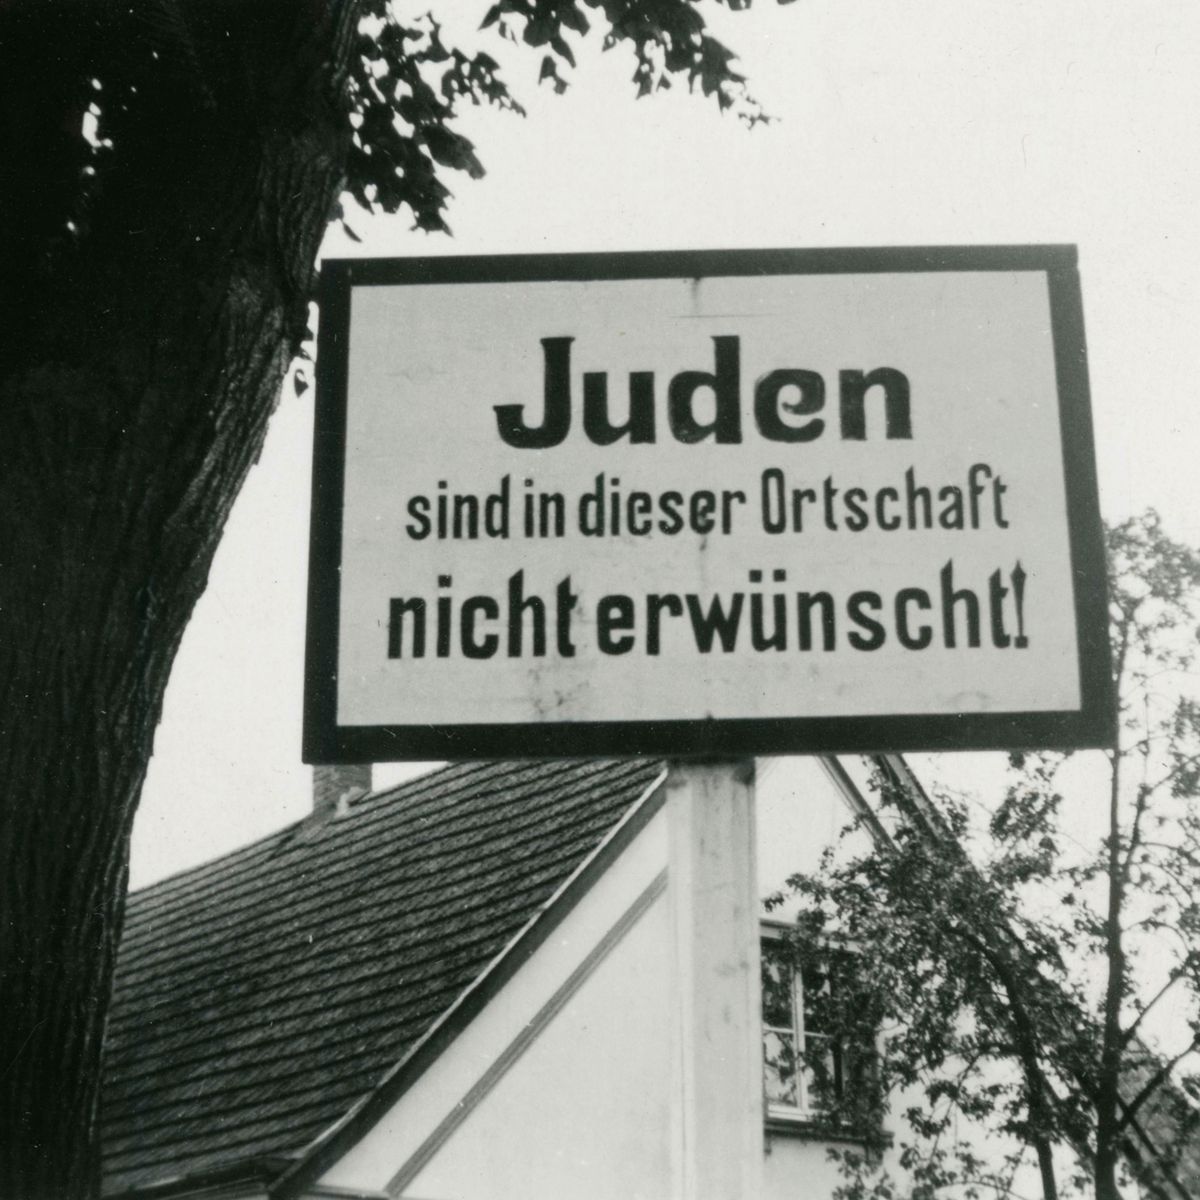 Juden
sind in dieser Ortschaft
nicht erwünscht!